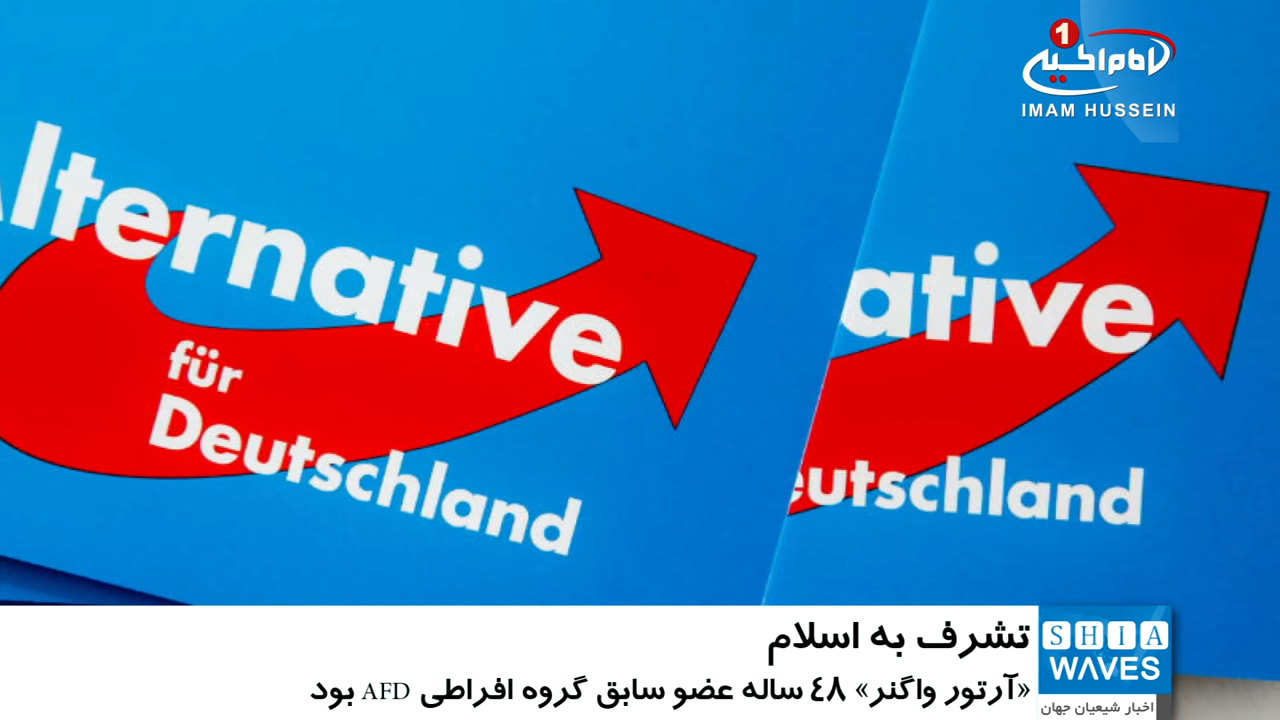 1
امام حسین
IMAM HUSSEIN
Alternative
für
Deutschland
ative
eutschland
تشرف به اسلام
«آرتور واگنر» ٤٨ ساله عضو سابق گروه افراطی AFD بود
SHIA
WAVES
اخبار شیعیان جهان